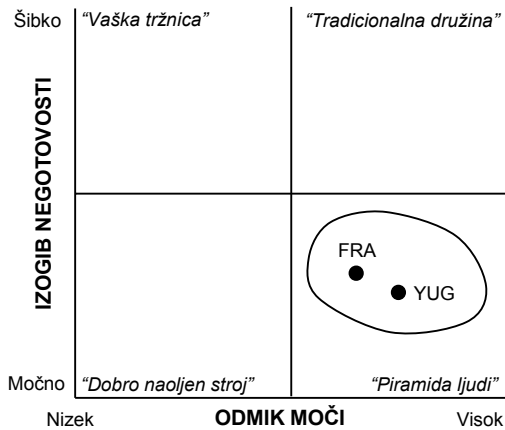 Šibko
“Vaška tržnica”
“Tradicionalna družina”
IZOGIB NEGOTOVOSTI
FRA
YUG
Močno
“Dobro naoljen stroj”
“Piramida ljudi”
Nizek
ODMIK MOČI
Visok